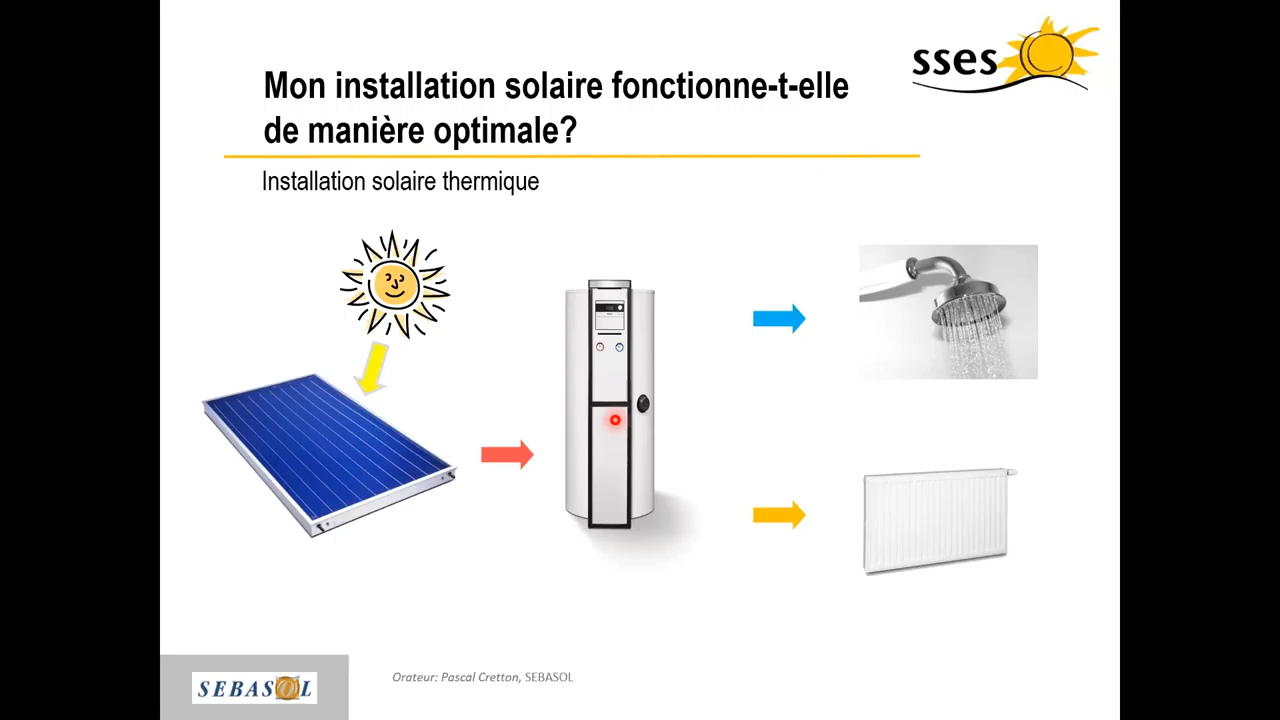 sses
Mon installation solaire fonctionne-t-elle
de manière optimale?
Installation solaire thermique
SEBASOL
Orateur: Pascal Cretton, SEBASOL